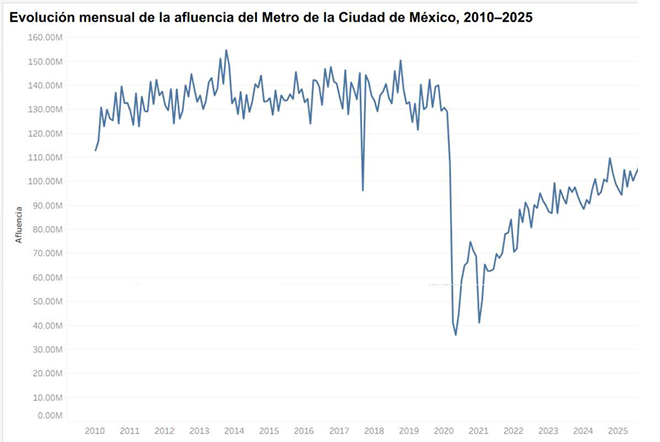 Evolución mensual de la afluencia del Metro de la Ciudad de México, 2010–2025
160.00M
150.00M
140.00M
130.00M
120.00M
110.00M
100.00M
90.00M
80.00M
70.00M
60.00M
50.00M
40.00M
30.00M
20.00M
10.00M
0.00M
Afluencia
2010 2011 2012 2013 2014 2015 2016 2017 2018 2019 2020 2021 2022 2023 2024 2025